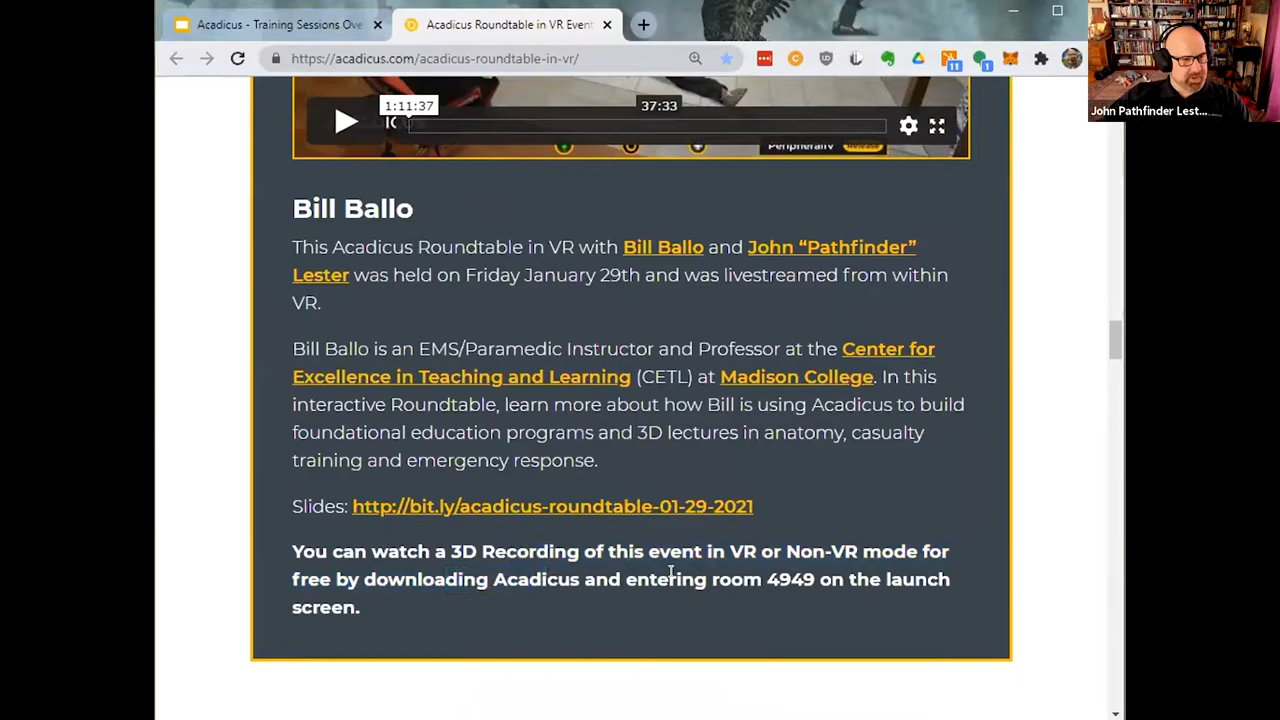 Acadicus - Training Sessions Ove
Acadicus Roundtable in VR Event
https://acadicus.com/acadicus-roundtable-in-vr/
11
1
John Pathfinder Lest...
1:11:37
37:33
Peripherally
Release
Bill Ballo
This Acadicus Roundtable in VR with Bill Ballo and John “Pathfinder”
Lester was held on Friday January 29th and was livestreamed from within
VR.
Bill Ballo is an EMS/Paramedic Instructor and Professor at the Center for
Excellence in Teaching and Learning (CETL) at Madison College. In this
interactive Roundtable, learn more about how Bill is using Acadicus to build
foundational education programs and 3D lectures in anatomy, casualty
training and emergency response.
Slides: http://bit.ly/acadicus-roundtable-01-29-2021
You can watch a 3D Recording of this event in VR or Non-VR mode for
free by downloading Acadicus and entering room 4949 on the launch
screen.